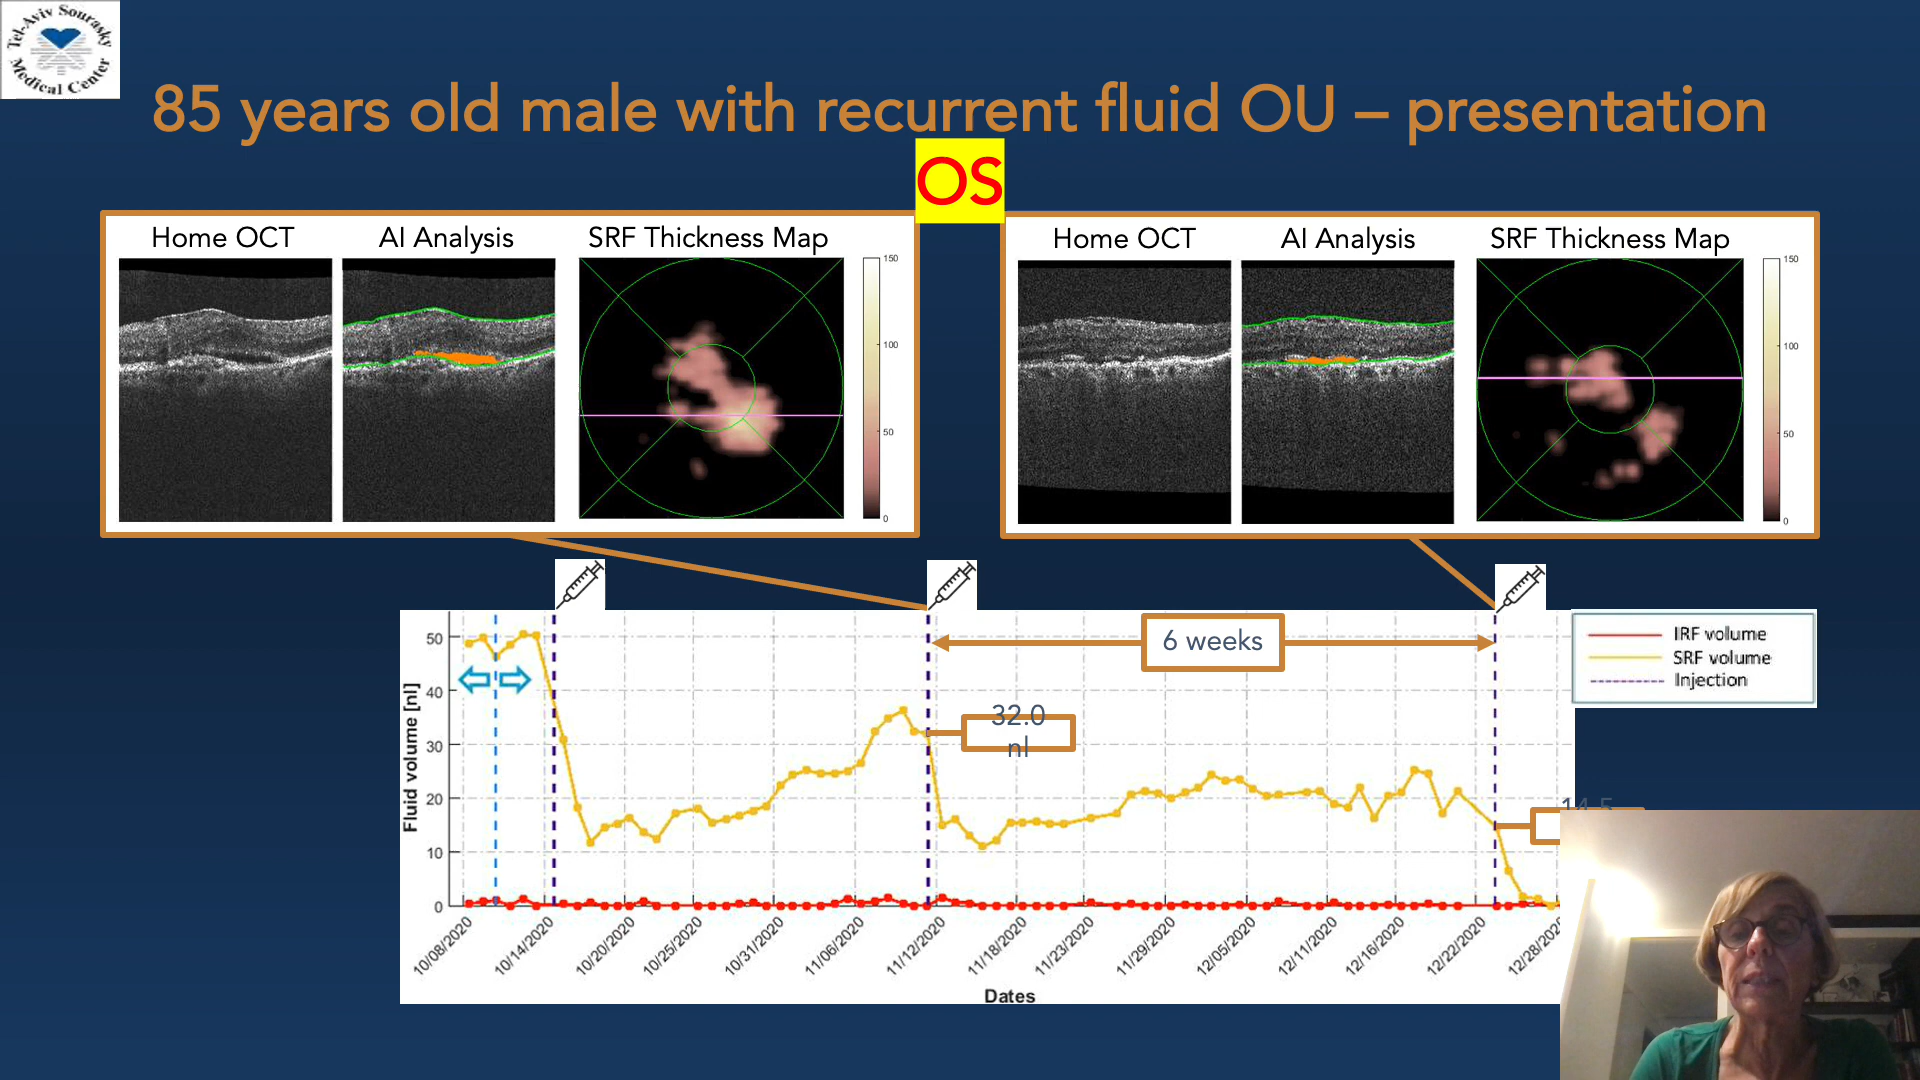 Tel-Aviv Sourasky
Medical Center
85 years old male with recurrent fluid OU – presentation
OS
Home OCT
AI Analysis
SRF Thickness Map
150
100
50
0
Home OCT
AI Analysis
SRF Thickness Map
150
100
50
0
6 weeks
IRF volume
SRF volume
Injection
32.0
nl
14.5
Fluid volume [nl]
50
40
30
20
10
0
10/08/2020
10/14/2020
10/20/2020
10/25/2020
10/31/2020
11/06/2020
11/12/2020
11/18/2020
11/23/2020
11/29/2020
12/05/2020
12/11/2020
12/16/2020
12/22/2020
12/28/202
Dates